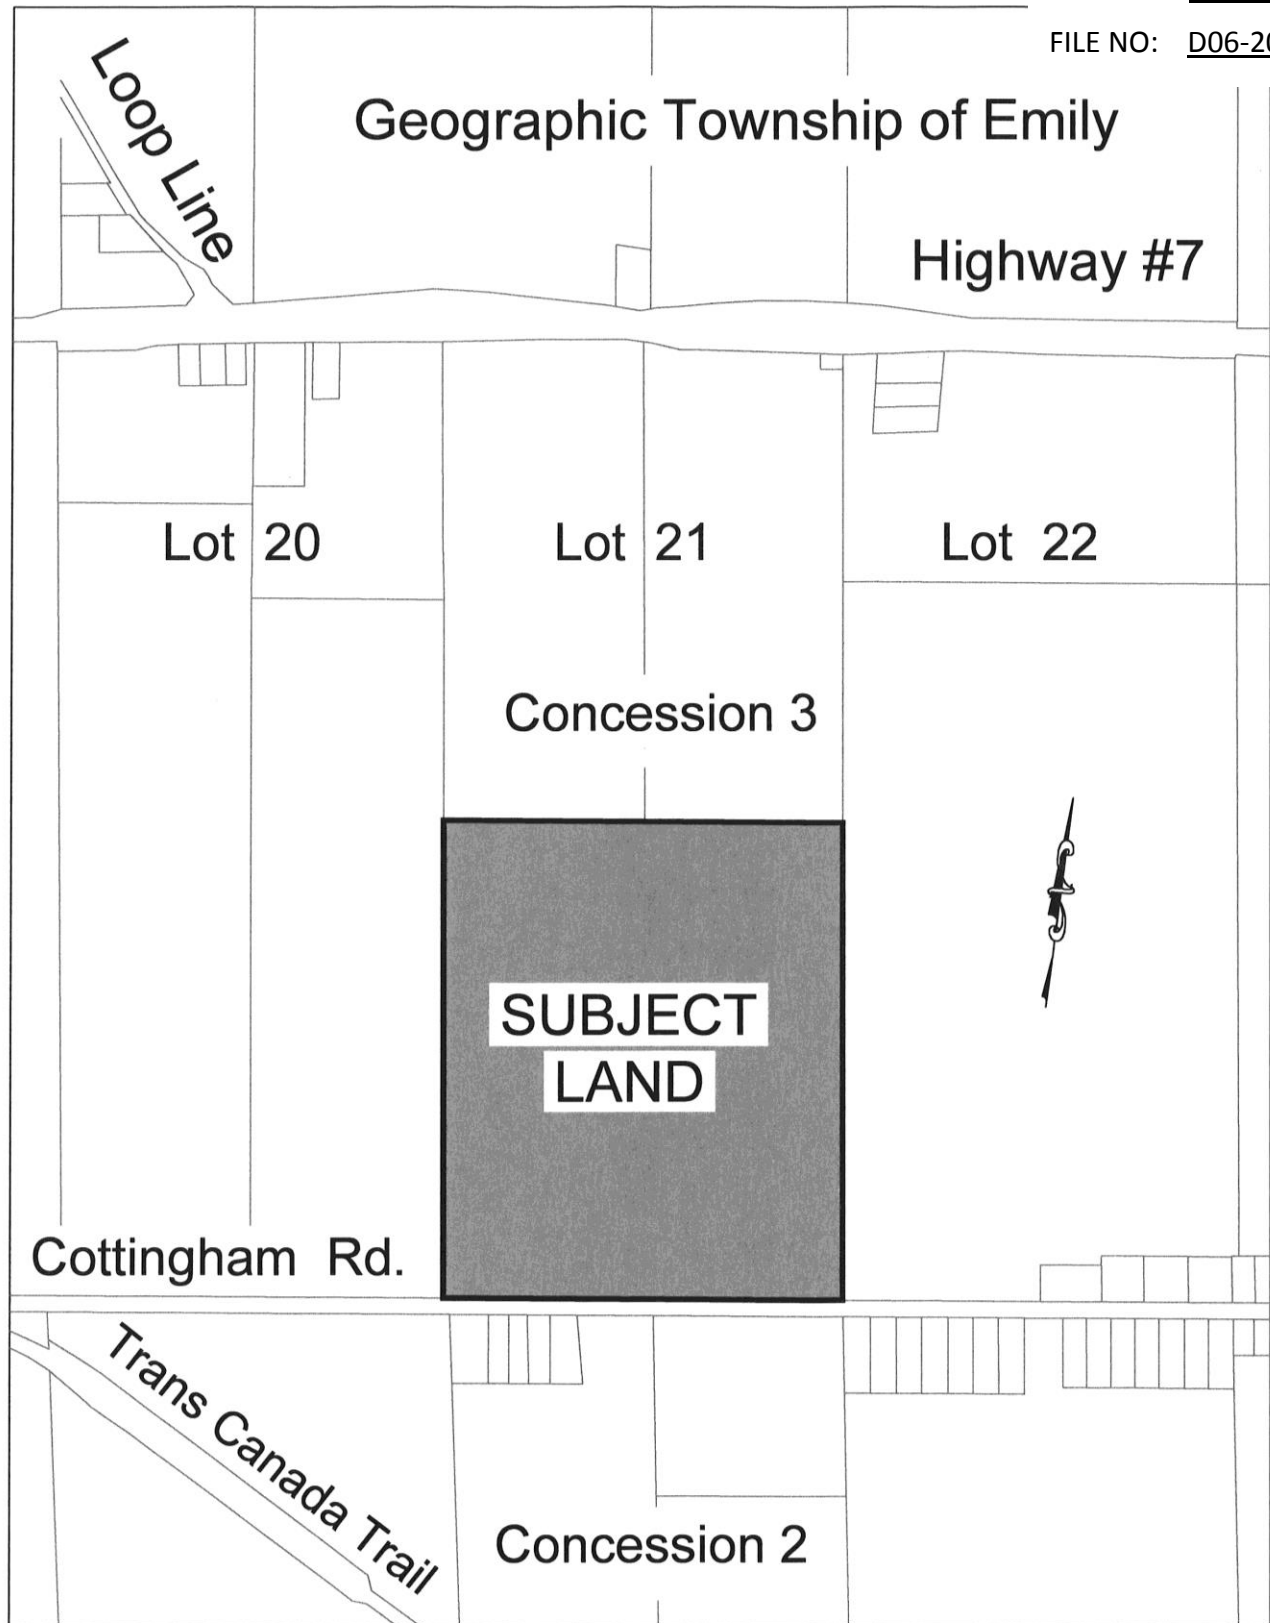 FILE NO: D06-20
Loop Line
Geographic Township of Emily
Highway #7
Lot 20
Lot 21
Lot 22
Concession 3
SUBJECT
LAND
Cottingham Rd.
Trans Canada Trail
Concession 2